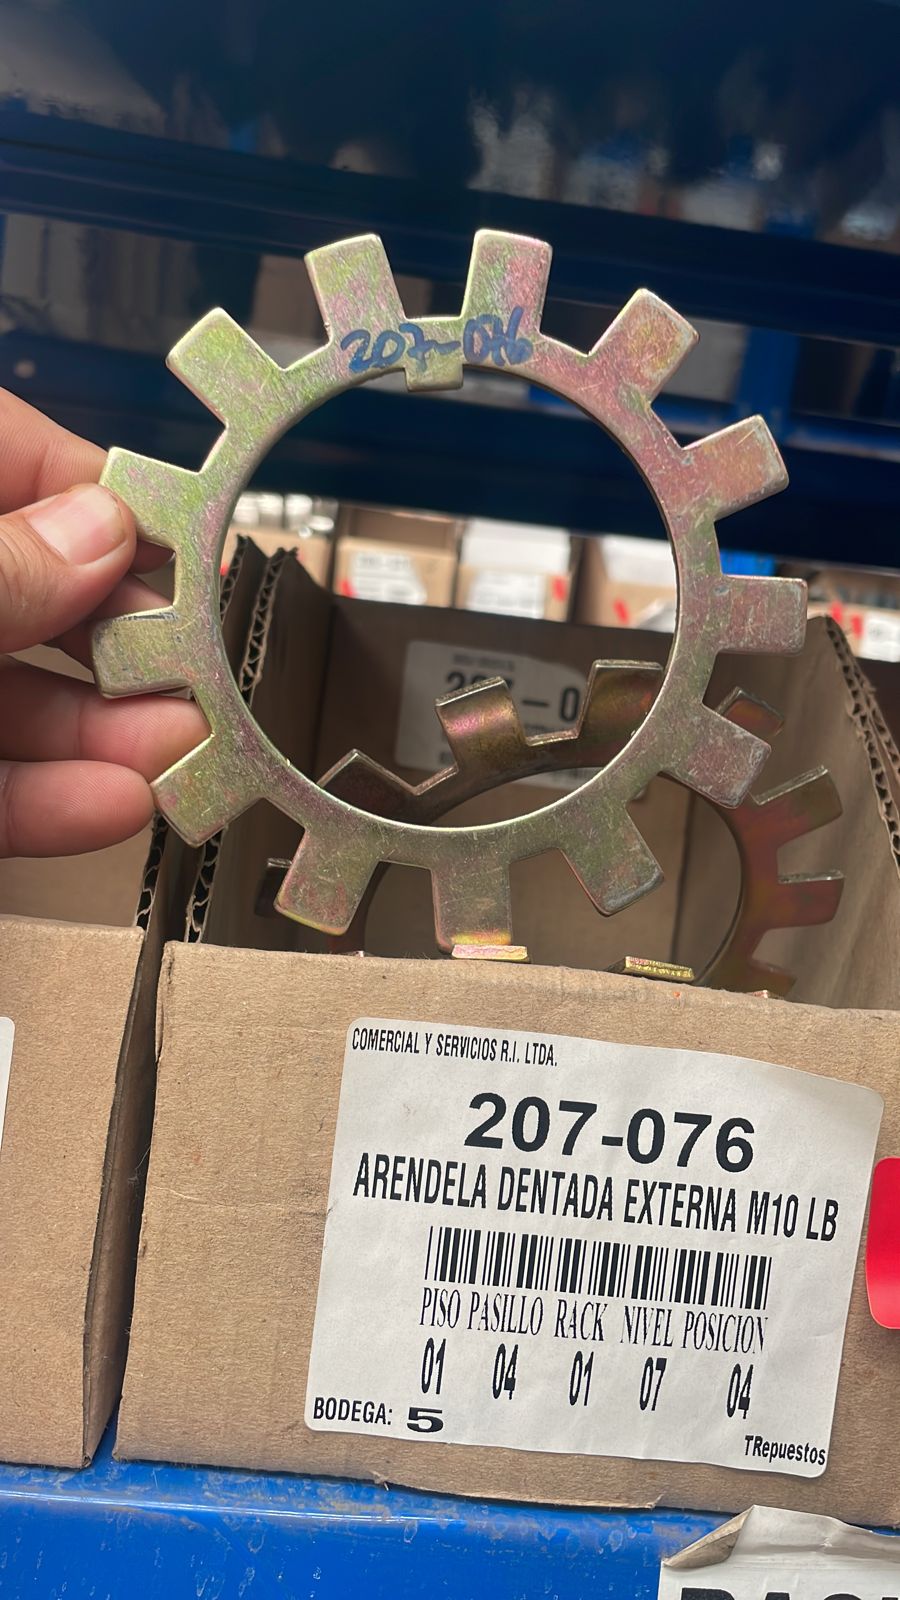 207-076
COMERCIAL Y SERVICIOS R.I. LTDA.
207-076
ARENDELA DENTADA EXTERNA M10 LB
PISO PASILLO RACK NIVEL POSICION
01 04 01 07 04
BODEGA: 5
TRepuestos